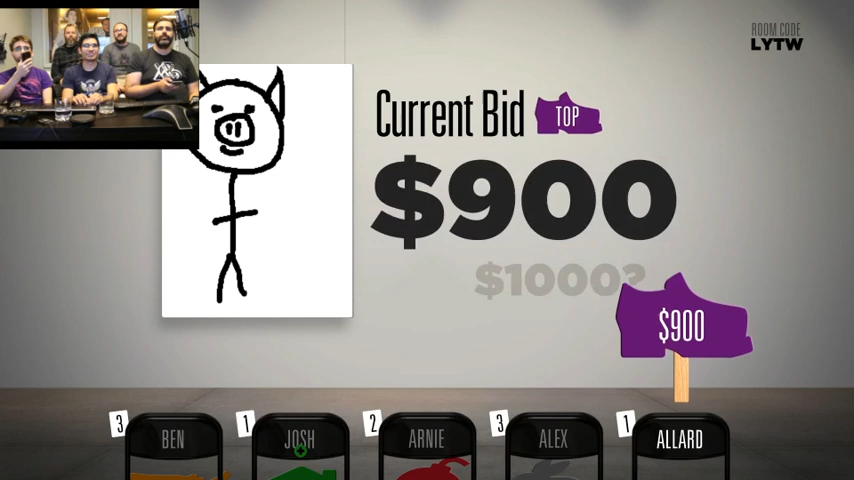 ROOM CODE
LYTW
Current Bid TOP
$900
$1000?
$900
3 BEN
1 JOSH
2 ARNIE
3 ALEX
1 ALLARD